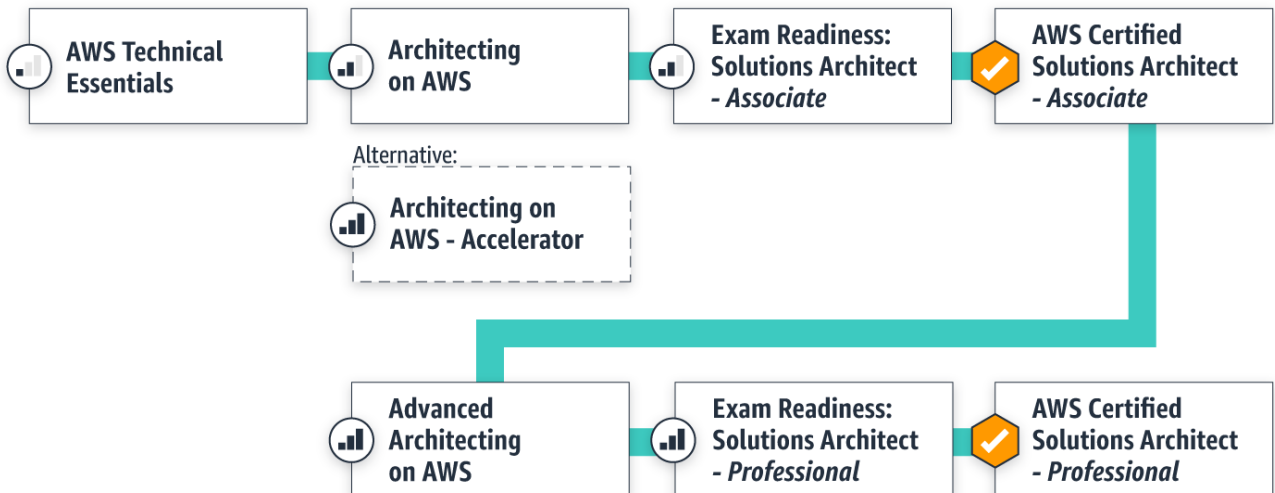 AWS Technical
Essentials
Architecting
on AWS
Exam Readiness:
Solutions Architect
- Associate
AWS Certified
Solutions Architect
- Associate
Alternative:
Architecting on
AWS - Accelerator
Advanced
Architecting
on AWS
Exam Readiness:
Solutions Architect
- Professional
AWS Certified
Solutions Architect
- Professional